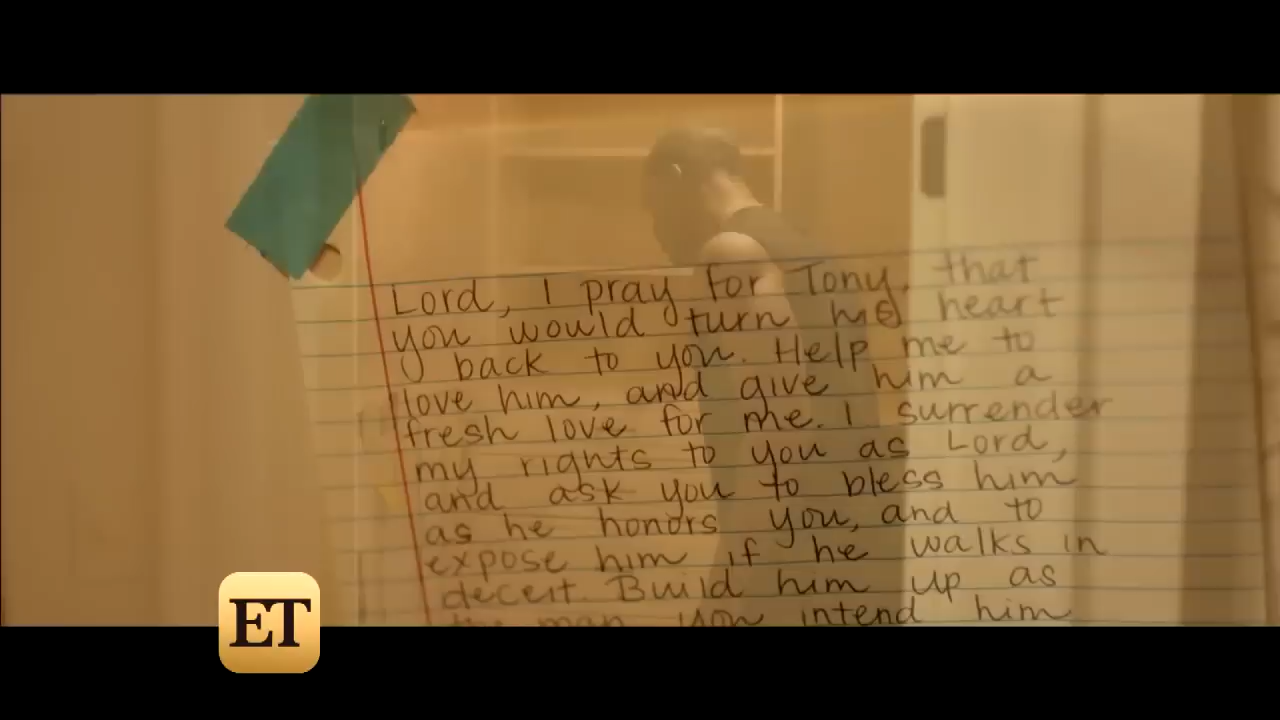 Lord, I pray for Tony, that
you would turn his heart
back to you. Help me to
love him, and give him a
fresh love for me. I surrender
my rights to you as Lord,
and ask you to bless him
as he honors you, and to
expose him if he walks in
deceit. Build him up as
the man you intend him
ET